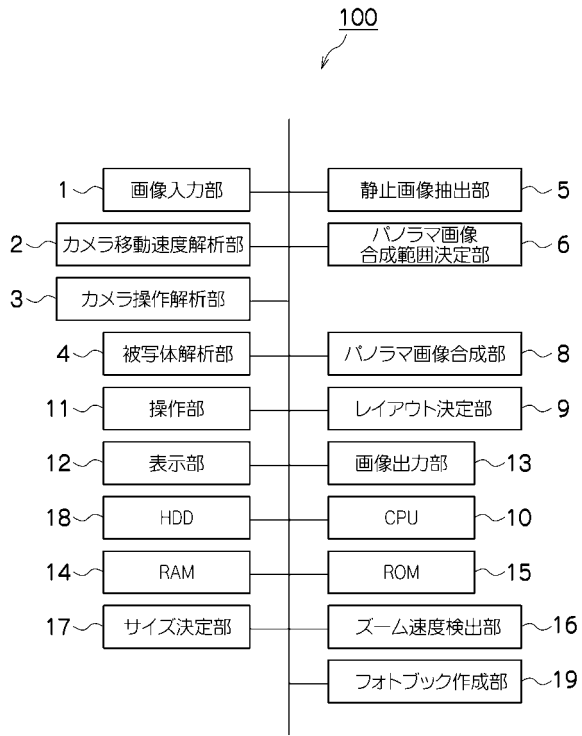 100
1 画像入力部
静止画像抽出部 5
2 カメラ移動速度解析部
パノラマ画像
合成範囲決定部 6
3 カメラ操作解析部
4 被写体解析部
パノラマ画像合成部 8
11 操作部
レイアウト決定部 9
12 表示部
画像出力部 13
18 HDD
CPU 10
14 RAM
ROM 15
17 サイズ決定部
ズーム速度検出部 16
フォトブック作成部 19